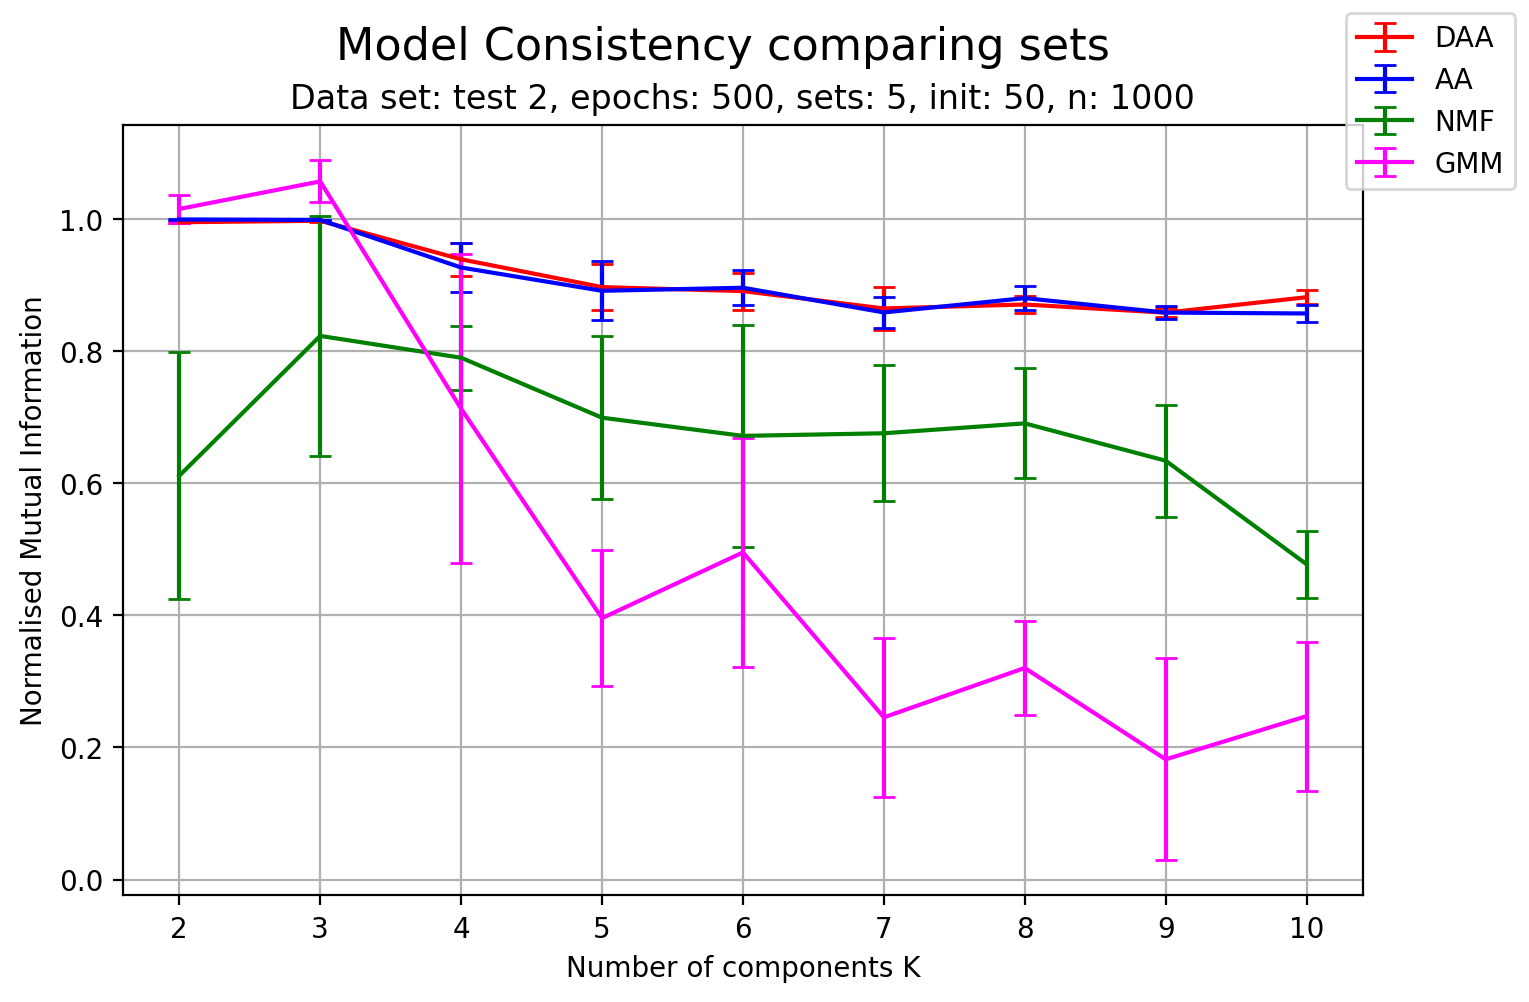 Model Consistency comparing sets
Data set: test 2, epochs: 500, sets: 5, init: 50, n: 1000
DAA
AA
NMF
GMM
Normalised Mutual Information
1.0
0.8
0.6
0.4
0.2
0.0
2 3 4 5 6 7 8 9 10
Number of components K